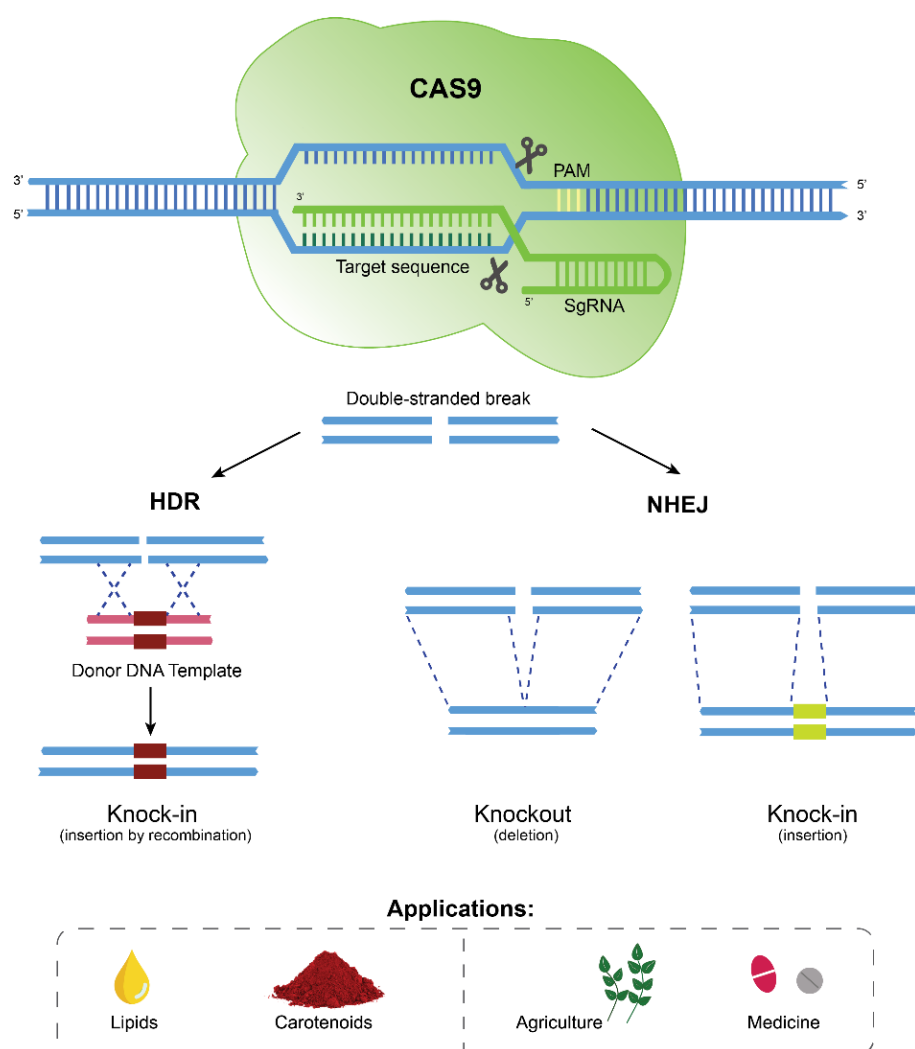 CAS9
PAM
3’
5’
3’
5’
3’
Target sequence
5’
SgRNA
Double-stranded break
HDR
NHEJ
Donor DNA Template
Knock-in
(insertion by recombination)
Knockout
(deletion)
Knock-in
(insertion)
Applications:
Lipids
Carotenoids
Agriculture
Medicine